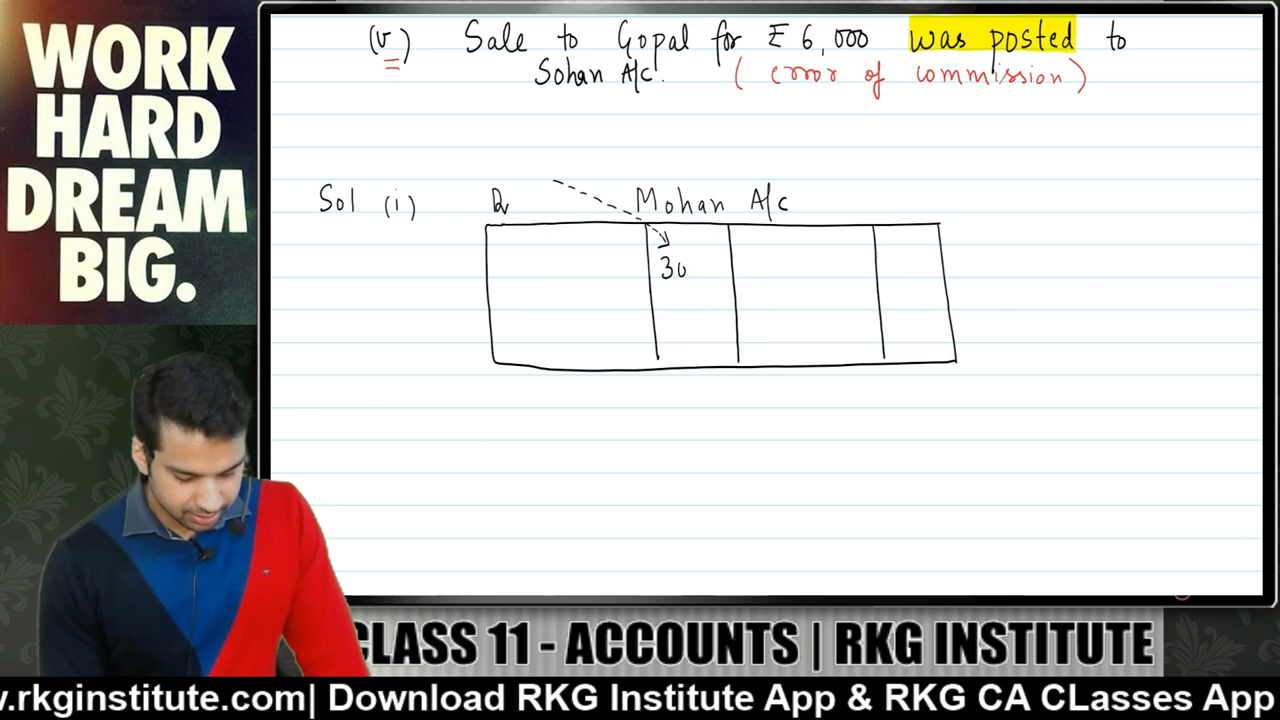 WORK
HARD
DREAM
BIG.
(v) Sale to Gopal for ₹ 6,000 was posted to
Sohan A/c. (error of commission)
Sol (i) Dr Mohan A/c
30
CLASS 11 - ACCOUNTS | RKG INSTITUTE
w.rkginstitute.com| Download RKG Institute App & RKG CA CLasses App